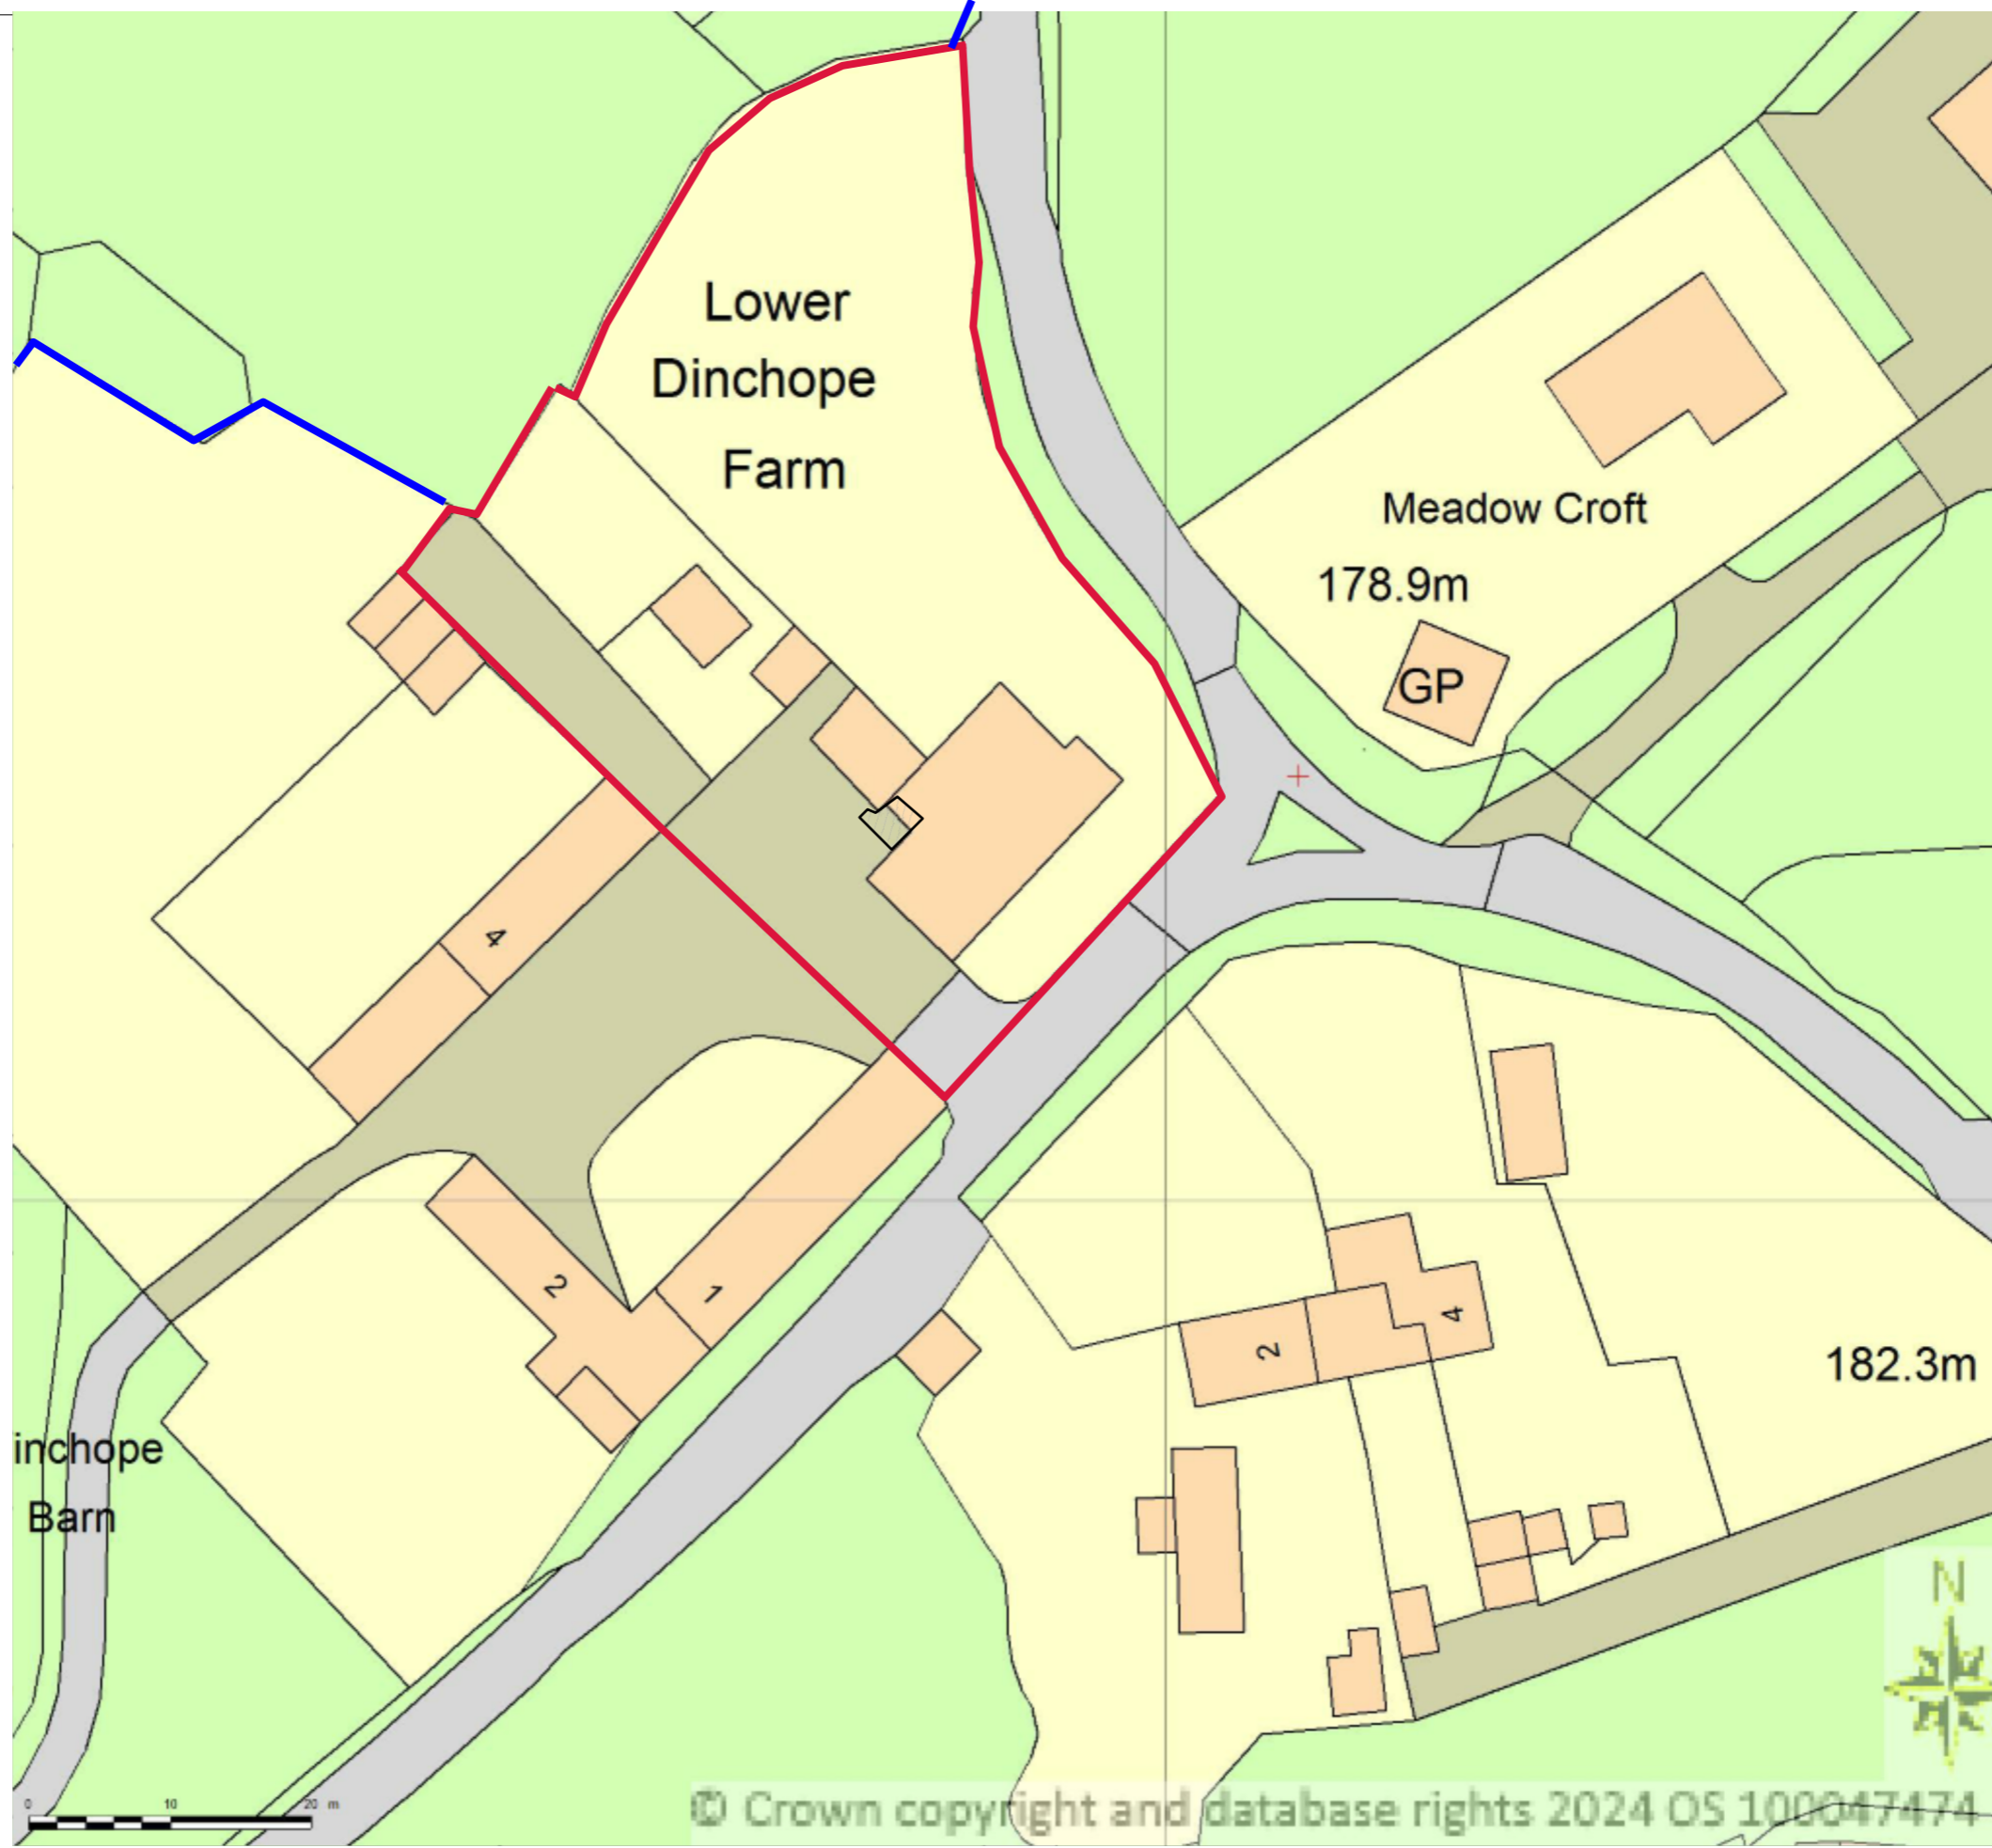 Lower
Dinchope
Farm
Meadow Croft
178.9m
GP
4
2
1
2
4
182.3m
inchope
Barn
N
0 10 20 m
© Crown copyright and database rights 2024 OS 100047474